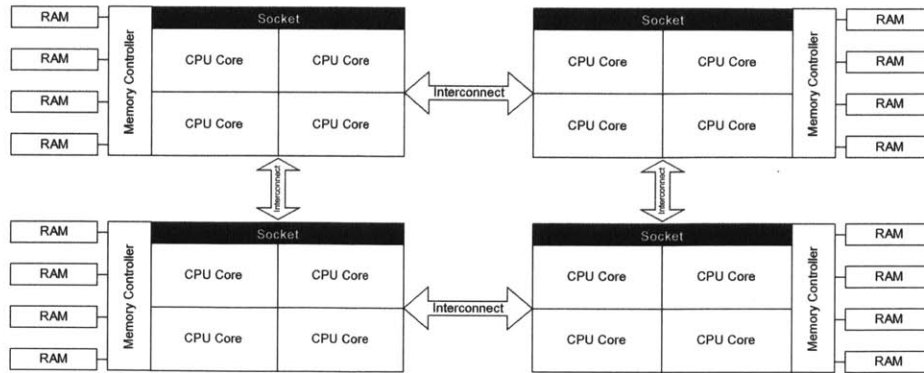 RAM
RAM
RAM
RAM
Memory Controller
Socket
CPU Core
CPU Core
CPU Core
CPU Core
Interconnect
Socket
CPU Core
CPU Core
CPU Core
CPU Core
Memory Controller
RAM
RAM
RAM
RAM
Interconnect
Interconnect
RAM
RAM
RAM
RAM
Memory Controller
Socket
CPU Core
CPU Core
CPU Core
CPU Core
Interconnect
Socket
CPU Core
CPU Core
CPU Core
CPU Core
Memory Controller
RAM
RAM
RAM
RAM